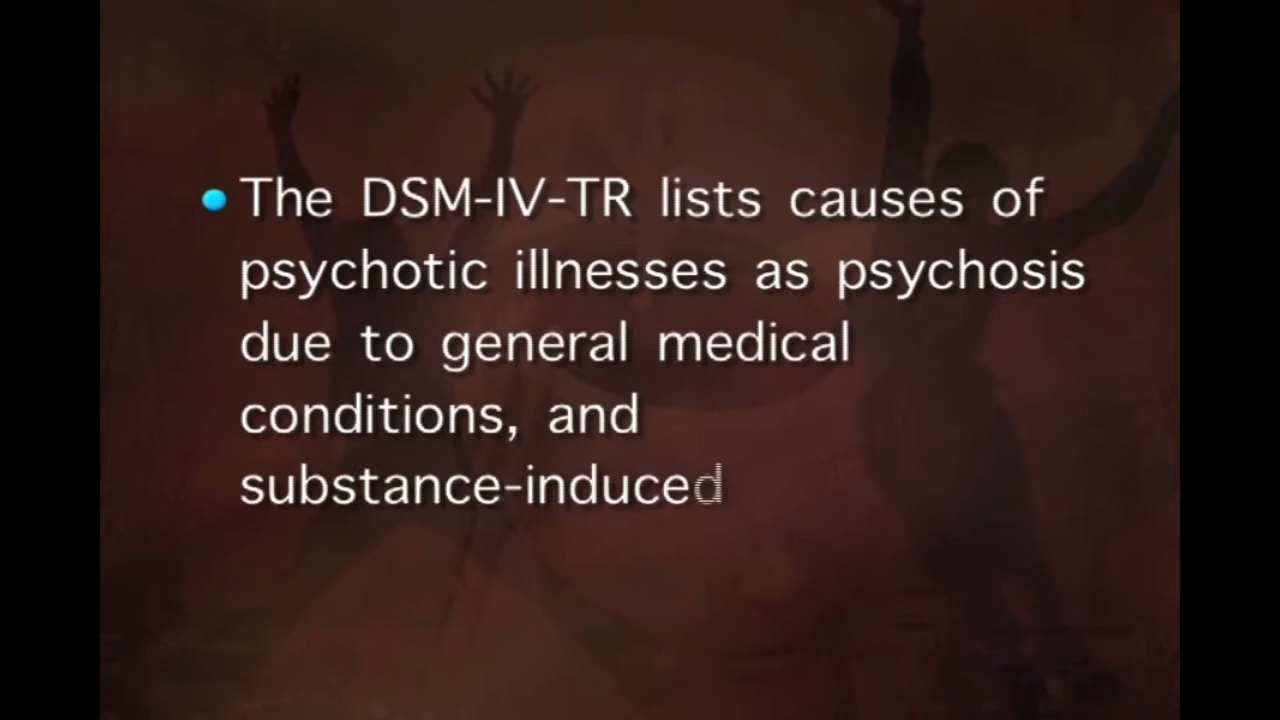 The DSM-IV-TR lists causes of
psychotic illnesses as psychosis
due to general medical
conditions, and
substance-induced